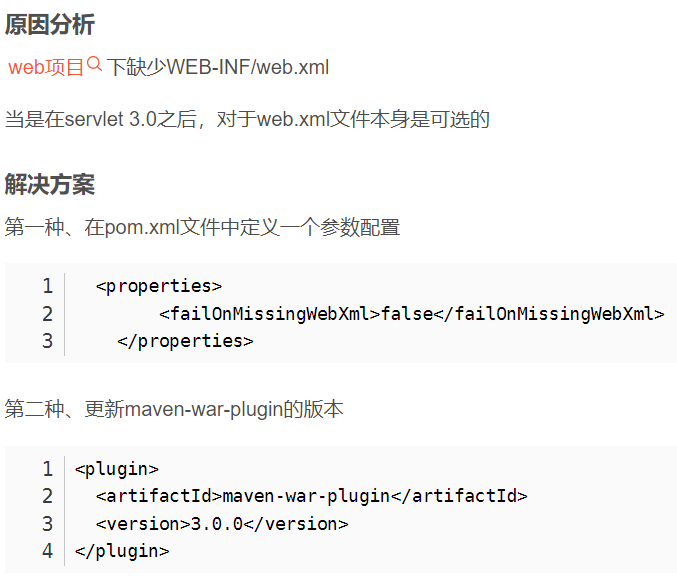 原因分析
web项目 下缺少WEB-INF/web.xml
当是在servlet 3.0之后，对于web.xml文件本身是可选的
解决方案
第一种、在pom.xml文件中定义一个参数配置
1 <properties>
2 <failOnMissingWebXml>false</failOnMissingWebXml>
3 </properties>
第二种、更新maven-war-plugin的版本
1 <plugin>
2 <artifactId>maven-war-plugin</artifactId>
3 <version>3.0.0</version>
4 </plugin>